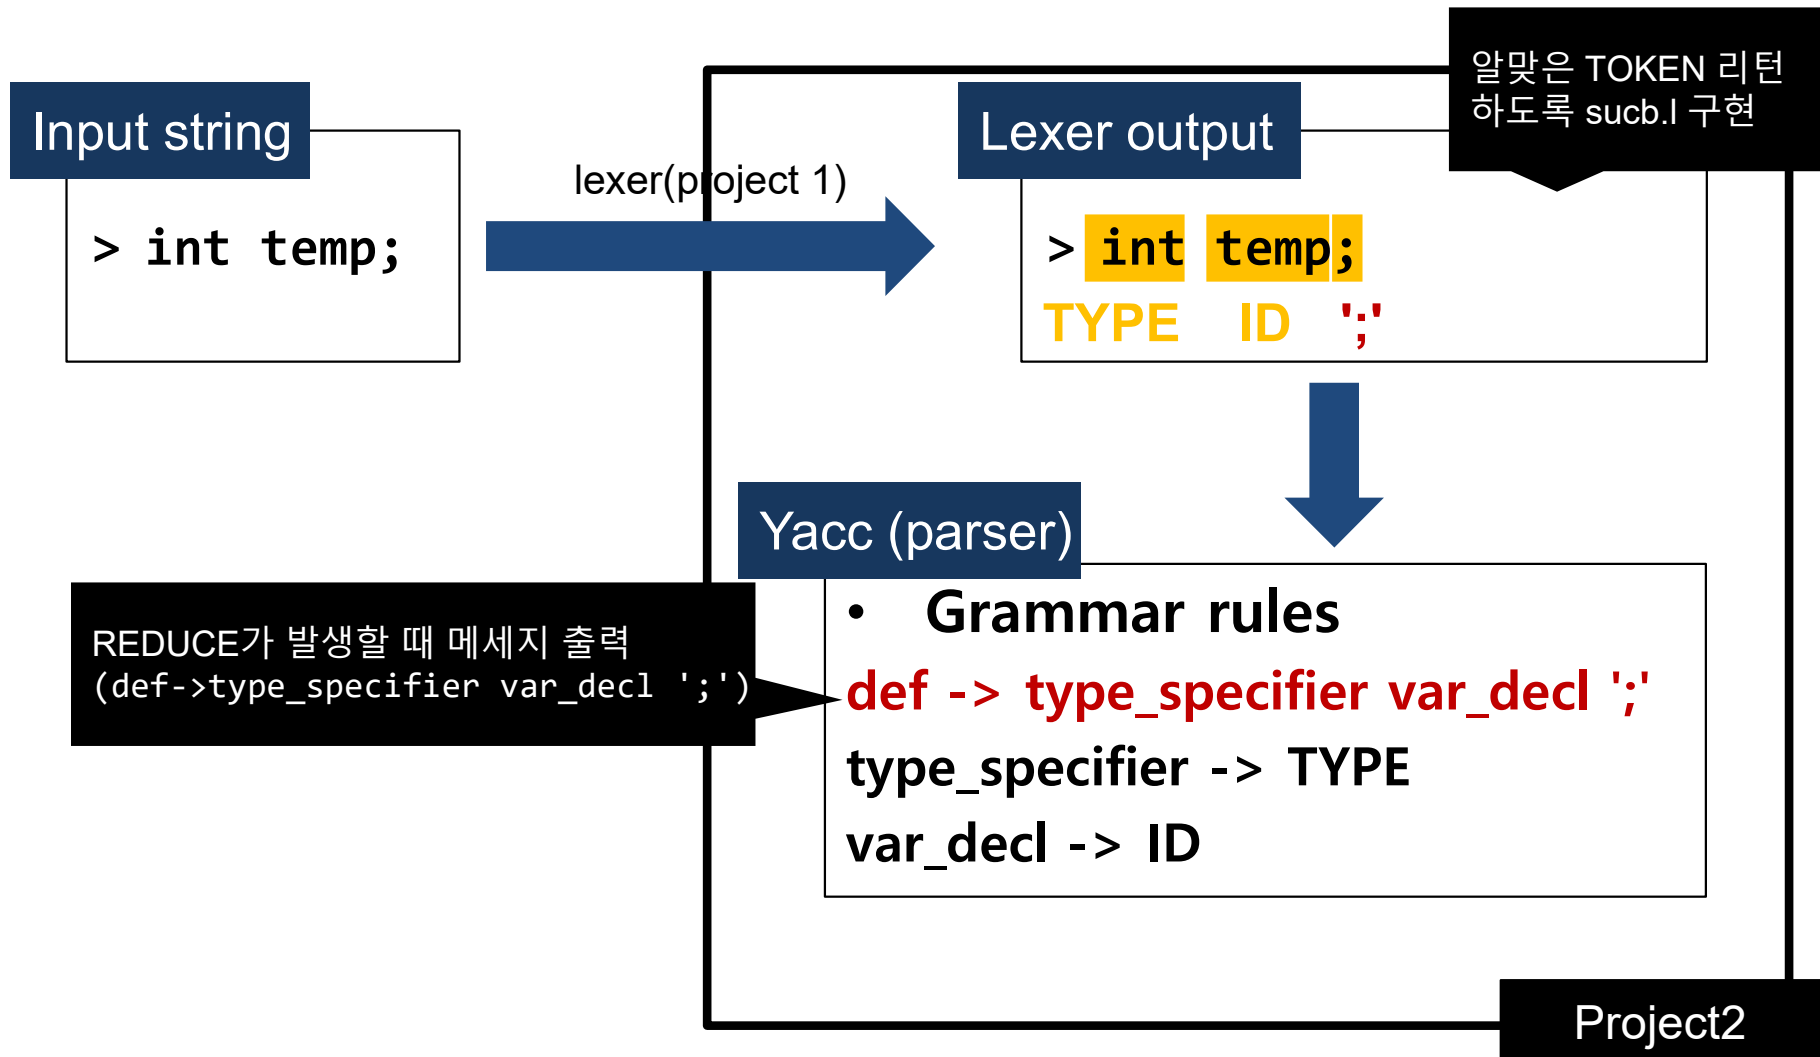 알맞은 TOKEN 리턴
하도록 sucb.l 구현
Input string
> int temp;
lexer(project 1)
Lexer output
> int temp;
TYPE ID ';'
Yacc (parser)
• Grammar rules
def -> type_specifier var_decl ';'
type_specifier -> TYPE
var_decl -> ID
REDUCE가 발생할 때 메세지 출력
(def->type_specifier var_decl ';')
Project2